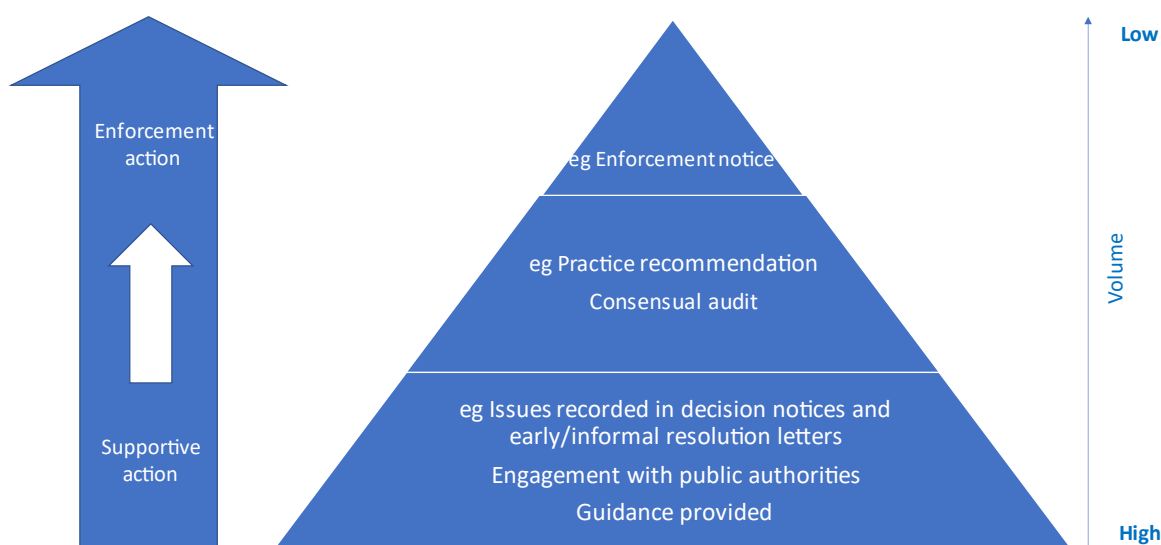 Enforcement
action
Supportive
action
eg Enforcement notice
eg Practice recommendation
Consensual audit
eg Issues recorded in decision notices and
early/informal resolution letters
Engagement with public authorities
Guidance provided
Low
Volume
High